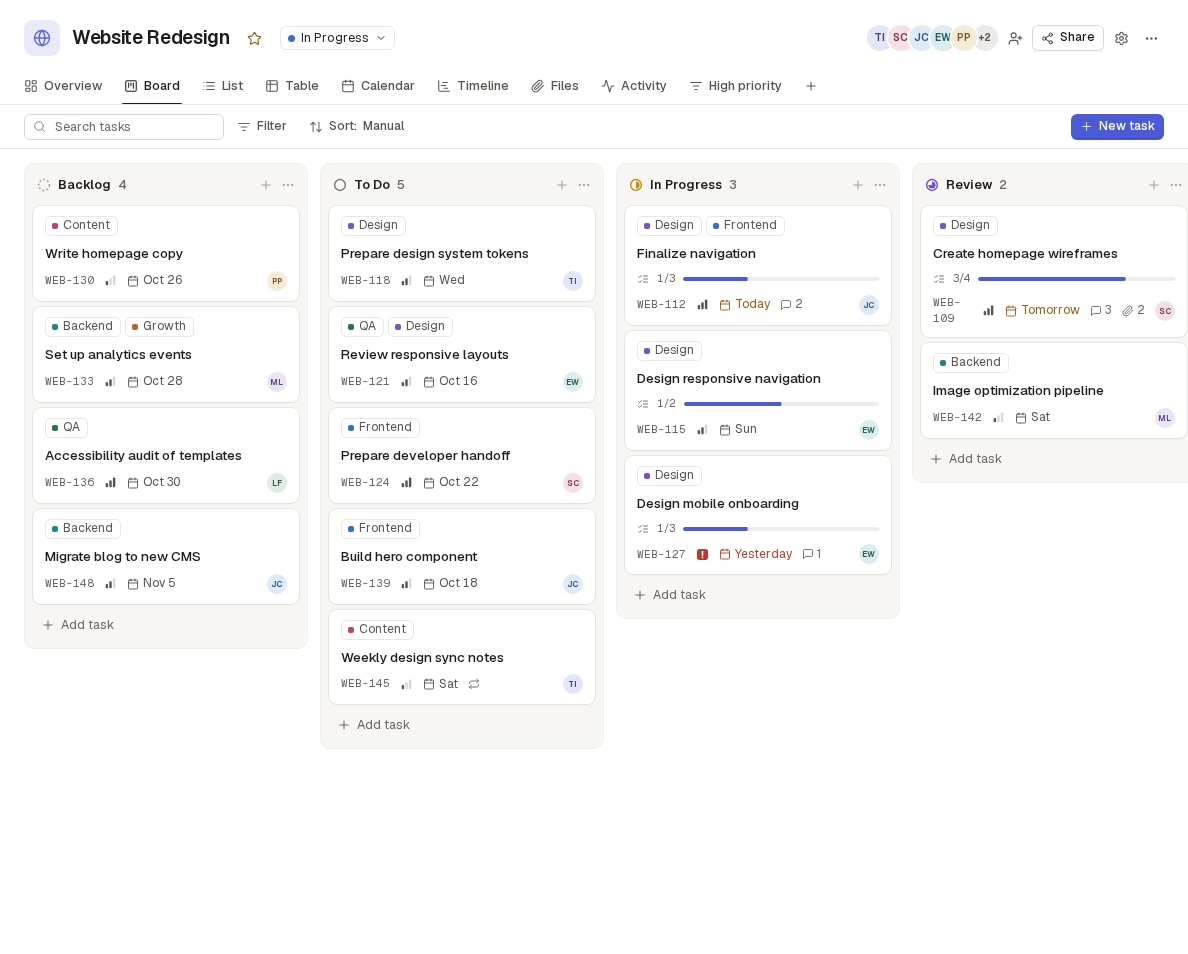 Website Redesign In Progress TI SC JC EW PP +2 Share
Overview Board List Table Calendar Timeline Files Activity High priority
Search tasks Filter Sort: Manual New task
Backlog 4
Content
Write homepage copy
WEB-130 Oct 26 PP
Backend Growth
Set up analytics events
WEB-133 Oct 28 ML
QA
Accessibility audit of templates
WEB-136 Oct 30 LF
Backend
Migrate blog to new CMS
WEB-148 Nov 5 JC
Add task
To Do 5
Design
Prepare design system tokens
WEB-118 Wed TI
QA Design
Review responsive layouts
WEB-121 Oct 16 EW
Frontend
Prepare developer handoff
WEB-124 Oct 22 SC
Frontend
Build hero component
WEB-139 Oct 18 JC
Content
Weekly design sync notes
WEB-145 Sat TI
Add task
In Progress 3
Design Frontend
Finalize navigation
1/3
WEB-112 Today 2 JC
Design
Design responsive navigation
1/2
WEB-115 Sun EW
Design
Design mobile onboarding
1/3
WEB-127 ! Yesterday 1 EW
Add task
Review 2
Design
Create homepage wireframes
3/4
WEB-
109 Tomorrow 3 2 SC
Backend
Image optimization pipeline
WEB-142 Sat ML
Add task